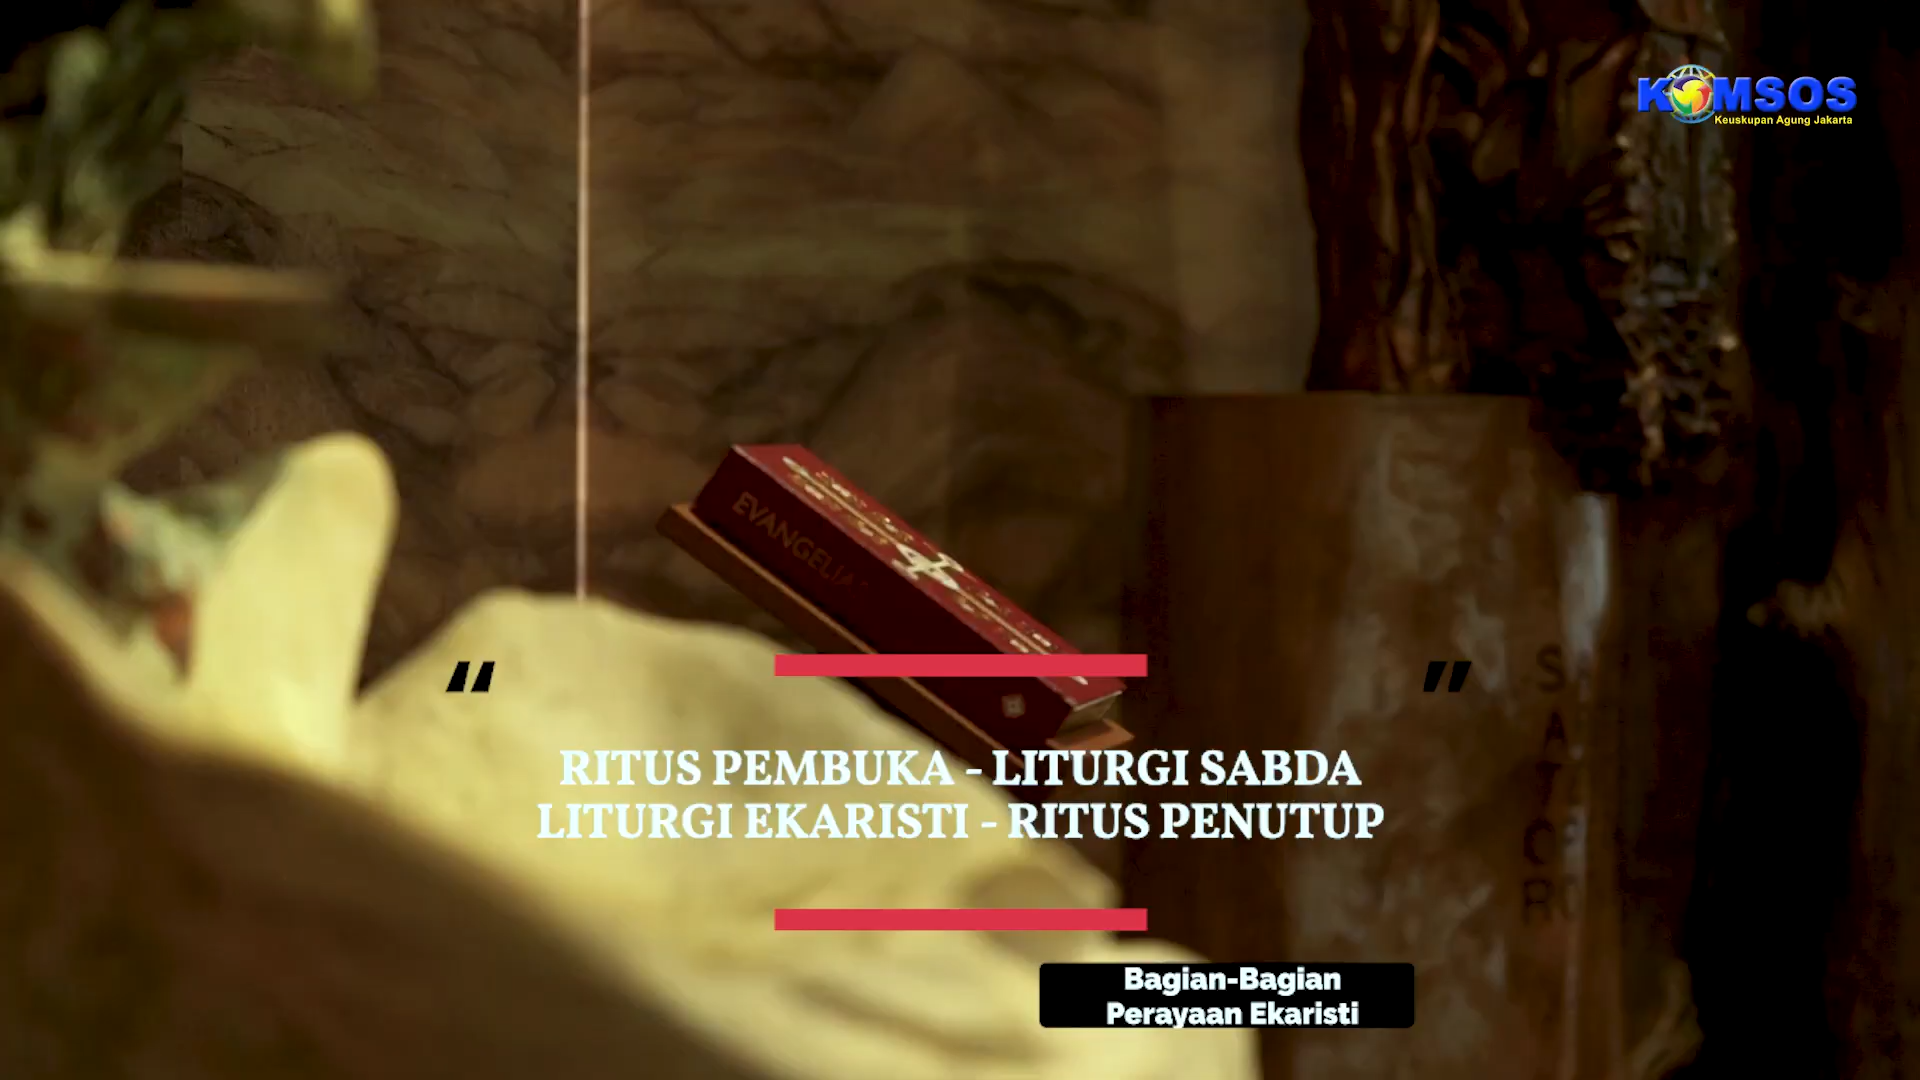 KOMSOS
Keuskupan Agung Jakarta
EVANGELIA
“ ”
RITUS PEMBUKA - LITURGI SABDA
LITURGI EKARISTI - RITUS PENUTUP
S
A
T
O
R
Bagian-Bagian
Perayaan Ekaristi